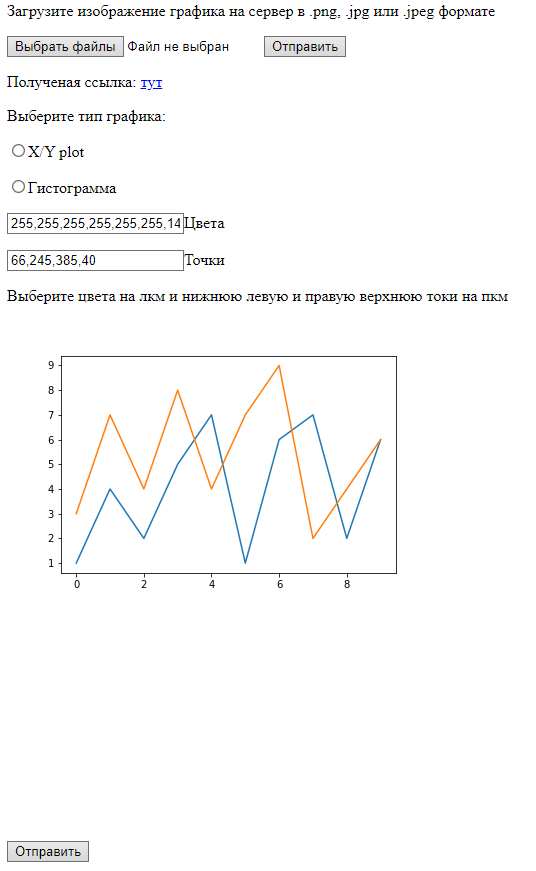 Загрузите изображение графика на сервер в .png, .jpg или .jpeg формате
Выбрать файлы Файл не выбран Отправить
Полученая ссылка: тут
Выберите тип графика:
X/Y plot
Гистограмма
255,255,255,255,255,255,14 Цвета
66,245,385,40 Точки
Выберите цвета на лкм и нижнюю левую и правую верхнюю токи на пкм
9
8
7
6
5
4
3
2
1
0 2 4 6 8
Отправить